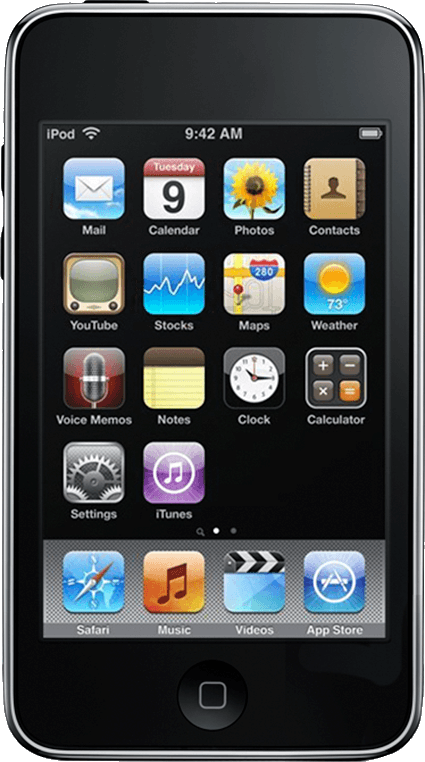 iPod 9:42 AM
Tuesday
9
280
73°
Mail Calendar Photos Contacts
YouTube Stocks Maps Weather
Voice Memos Notes Clock Calculator
Settings iTunes
Safari Music Videos App Store